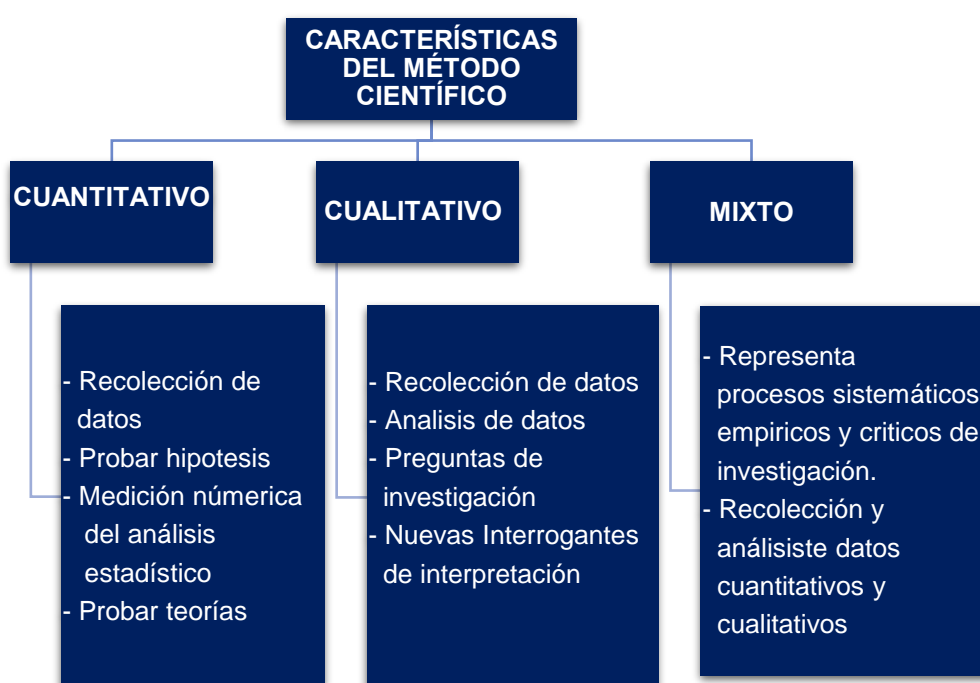 CARACTERÍSTICAS
DEL MÉTODO
CIENTÍFICO
CUANTITATIVO
CUALITATIVO
MIXTO
- Recolección de
datos
- Probar hipotesis
- Medición númerica
del análisis
estadístico
- Probar teorías
- Recolección de datos
- Analisis de datos
- Preguntas de
investigación
- Nuevas Interrogantes
de interpretación
- Representa
procesos sistemáticos
empiricos y criticos de
investigación.
- Recolección y
análisiste datos
cuantitativos y
cualitativos